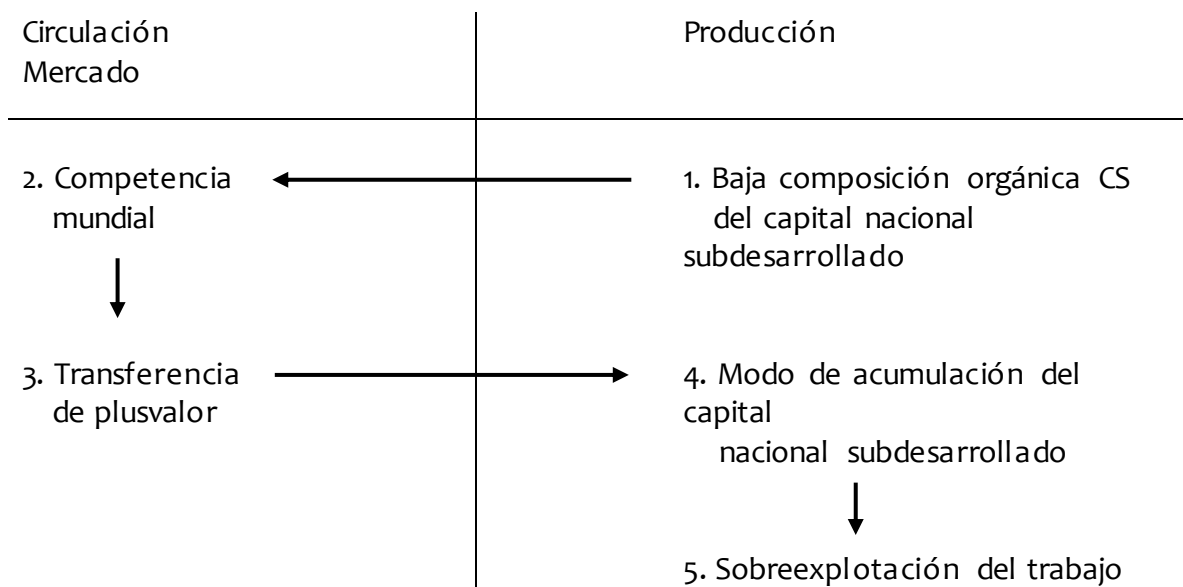 Circulación
Mercado
Producción
2. Competencia
mundial
1. Baja composición orgánica CS
del capital nacional
subdesarrollado
3. Transferencia
de plusvalor
4. Modo de acumulación del
capital
nacional subdesarrollado
5. Sobreexplotación del trabajo